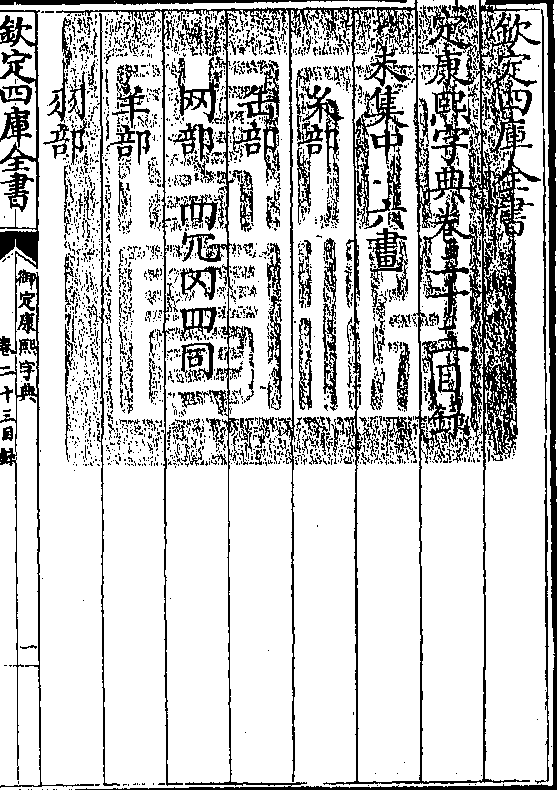 欽定四庫全書
定康熙字典卷二十三目錄
未集中 六畫
糸部
缶部
网部 罒𦉰𦉪罓𦉫
羊部
羽部
欽定四庫全書
御定康熙字典
卷二十三目錄
一